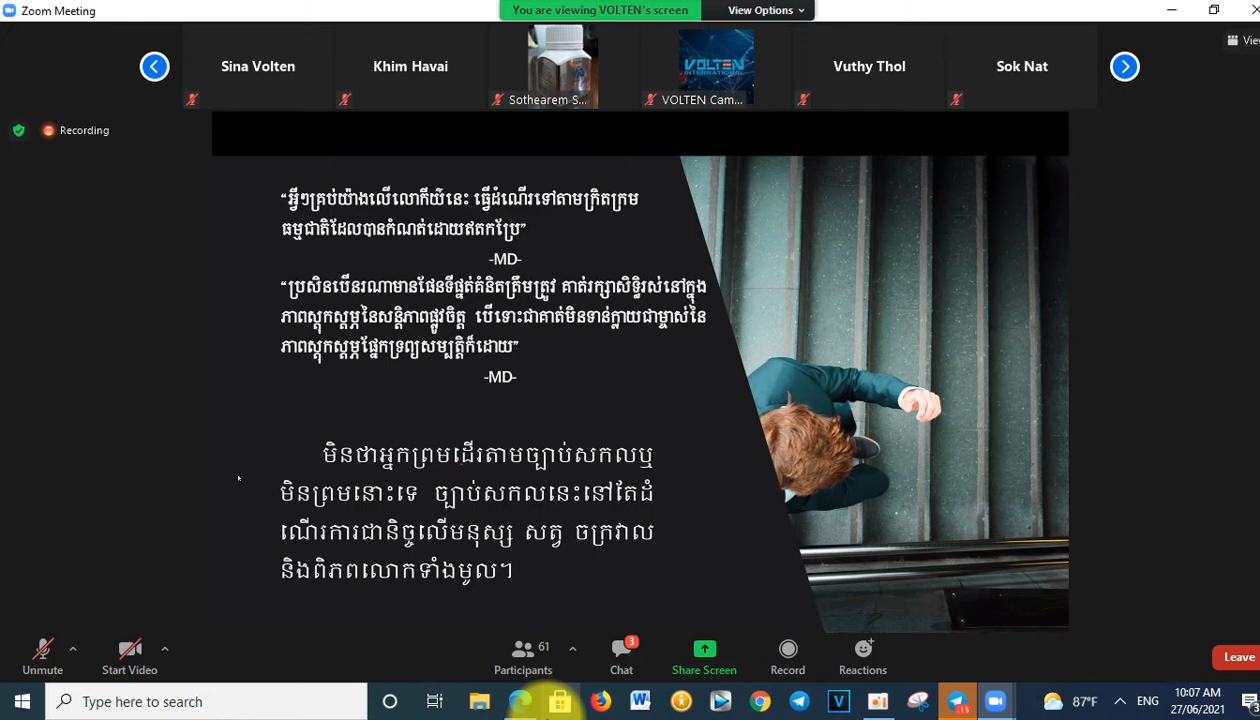 Zoom Meeting
You are viewing VOLTEN's screen
View Options
Sina Volten
Khim Havai
Sothearem S...
VOLTEN INTERNATIONAL
VOLTEN Cam...
Vuthy Thol
Sok Nat
Recording
“អ្វីៗគ្រប់យ៉ាងលើលោកីយ៍នេះ ធ្វើដំណើរទៅតាមក្រិតក្រម
ធម្មជាតិដែលបានកំណត់ដោយឥតកប្រែ”
-MD-
“ប្រសិនបើនរណាមានផែនទីផ្នត់គំនិតត្រឹមត្រូវ គាត់រក្សាសិទ្ធិរស់នៅក្នុង
ភាពស្តុកស្តម្ភនៃសន្តិភាពផ្លូវចិត្ត បើទោះជាគាត់មិនទាន់ក្លាយជាម្ចាស់នៃ
ភាពស្តុកស្តម្ភផ្នែកទ្រព្យសម្បត្តិក៏ដោយ”
-MD-
មិនថាអ្នកព្រមដើរតាមច្បាប់សកលឬ
មិនព្រមនោះទេ ច្បាប់សកលនេះនៅតែដំ
ណើរការជានិច្ចលើមនុស្ស សត្វ ចក្រវាល
និងពិភពលោកទាំងមូល។
Unmute
Start Video
61
Participants
3
Chat
Share Screen
Record
Reactions
Leave
Type here to search
15
87°F
ENG
10:07 AM
27/06/2021